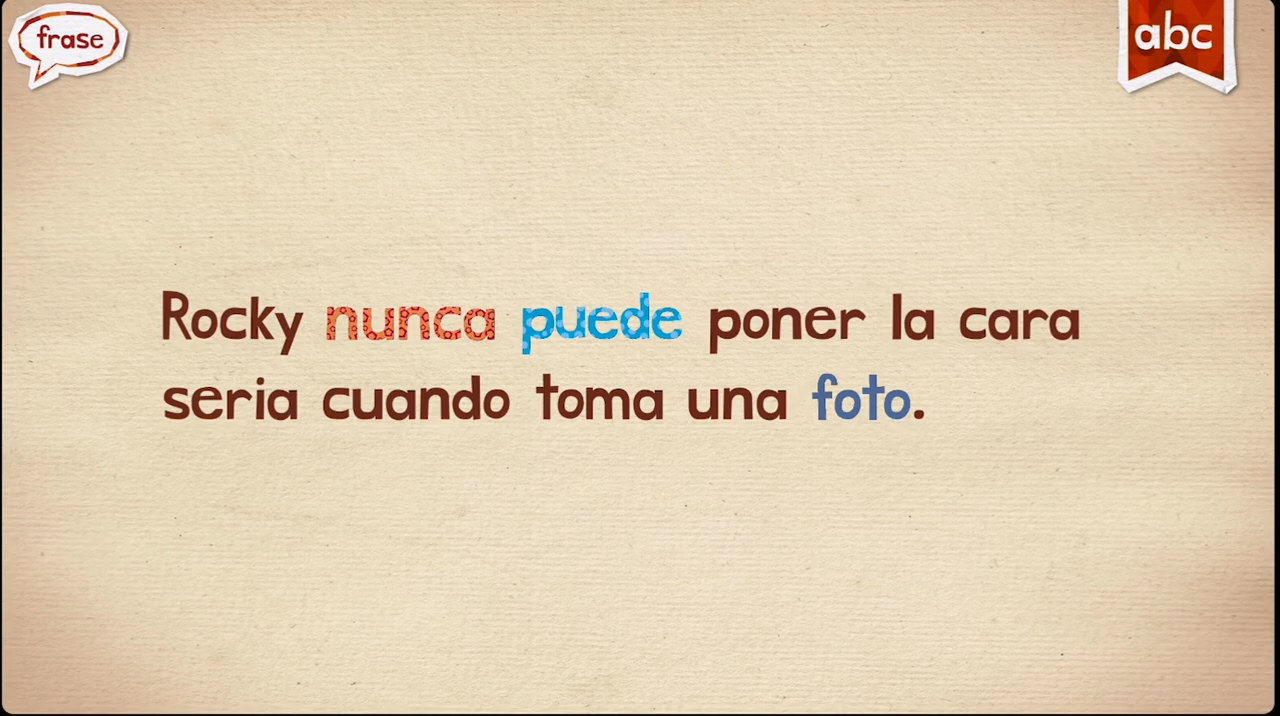 frase
abc
Rocky nunca puede poner la cara
seria cuando toma una foto.